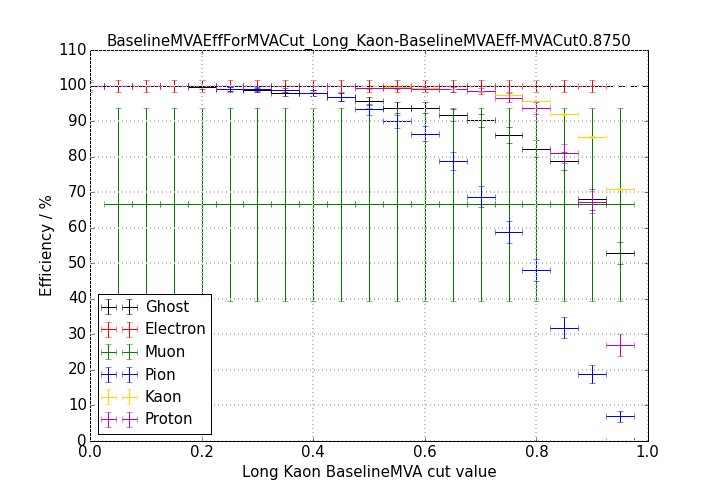 BaselineMVAEffForMVACut_Long_Kaon-BaselineMVAEff-MVACut0.8750
110
100
90
80
70
60
50
40
30
20
10
0
Efficiency / %
Ghost
Electron
Muon
Pion
Kaon
Proton
0.0 0.2 0.4 0.6 0.8 1.0
Long Kaon BaselineMVA cut value